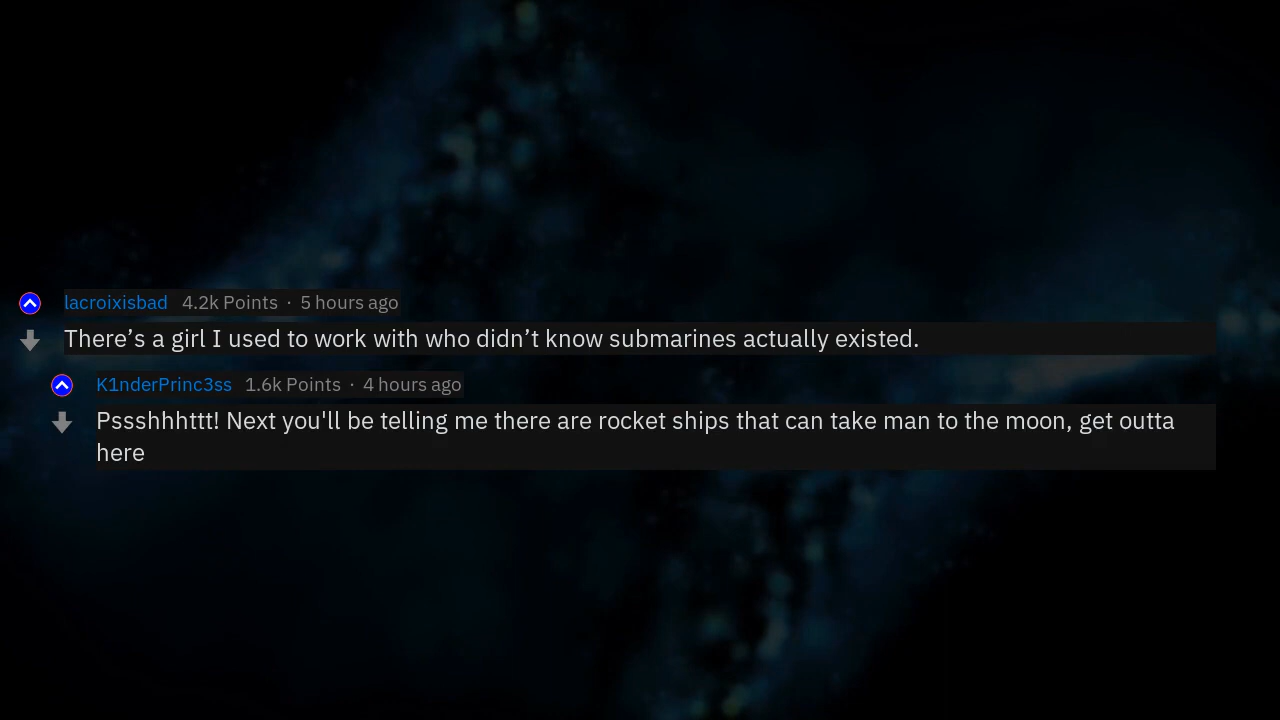 lacroixisbad 4.2k Points · 5 hours ago
There’s a girl I used to work with who didn’t know submarines actually existed.
K1nderPrinc3ss 1.6k Points · 4 hours ago
Pssshhhttt! Next you'll be telling me there are rocket ships that can take man to the moon, get outta
here